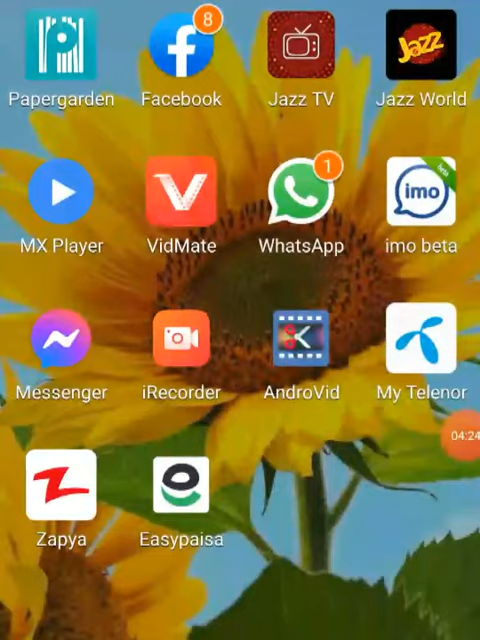 8
Jazz
Papergarden Facebook Jazz TV Jazz World
1
beta
imo
MX Player VidMate WhatsApp imo beta
Messenger iRecorder AndroVid My Telenor
04:24
Zapya Easypaisa